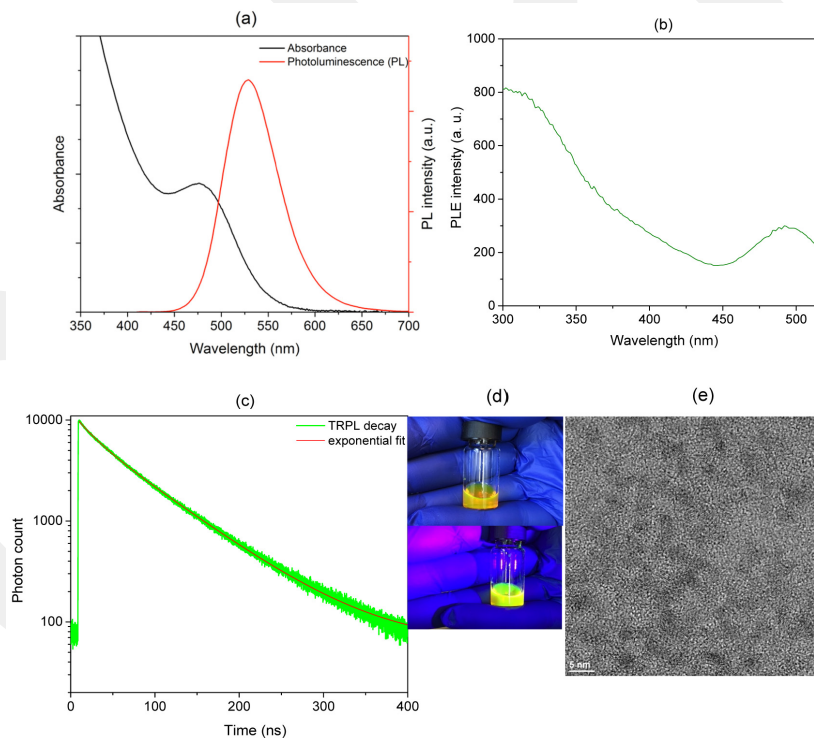 (a)
Absorbance
Photoluminescence (PL)
Absorbance
PL intensity (a.u.)
350 400 450 500 550 600 650 700
Wavelength (nm)
(b)
1000
800
600
400
200
0
PLE intensity (a. u.)
300 350 400 450 500
Wavelength (nm)
(c)
10000
1000
100
Photon count
TRPL decay
exponential fit
0 100 200 300 400
Time (ns)
(d)
(e)
5 nm